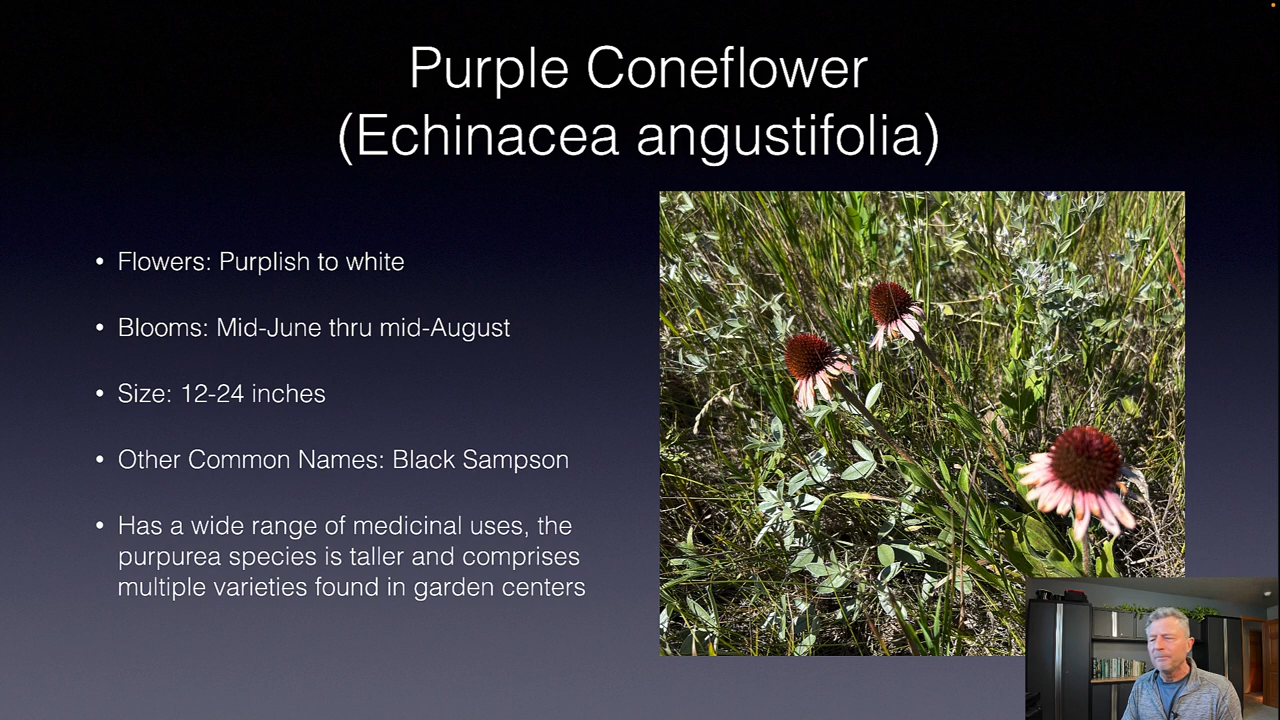 Purple Coneflower
(Echinacea angustifolia)
• Flowers: Purplish to white
• Blooms: Mid-June thru mid-August
• Size: 12-24 inches
• Other Common Names: Black Sampson
• Has a wide range of medicinal uses, the
purpurea species is taller and comprises
multiple varieties found in garden centers